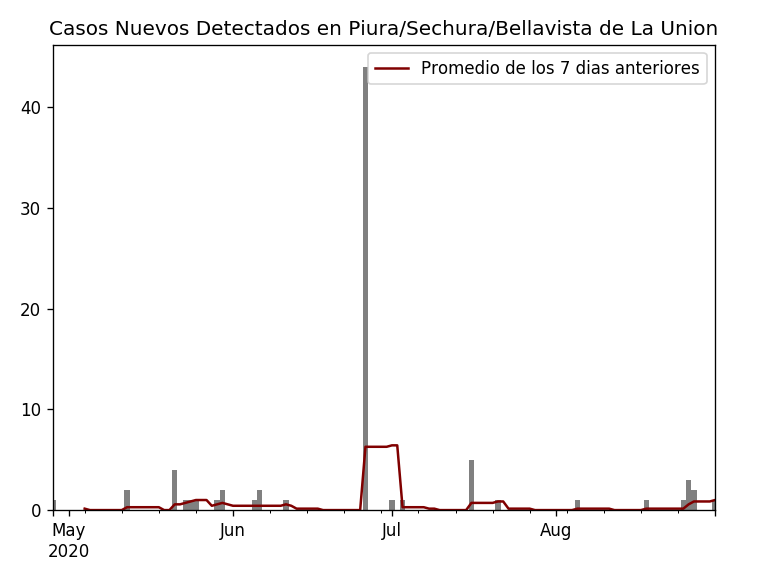 Casos Nuevos Detectados en Piura/Sechura/Bellavista de La Union
Promedio de los 7 dias anteriores
40
30
20
10
0
May Jun Jul Aug
2020